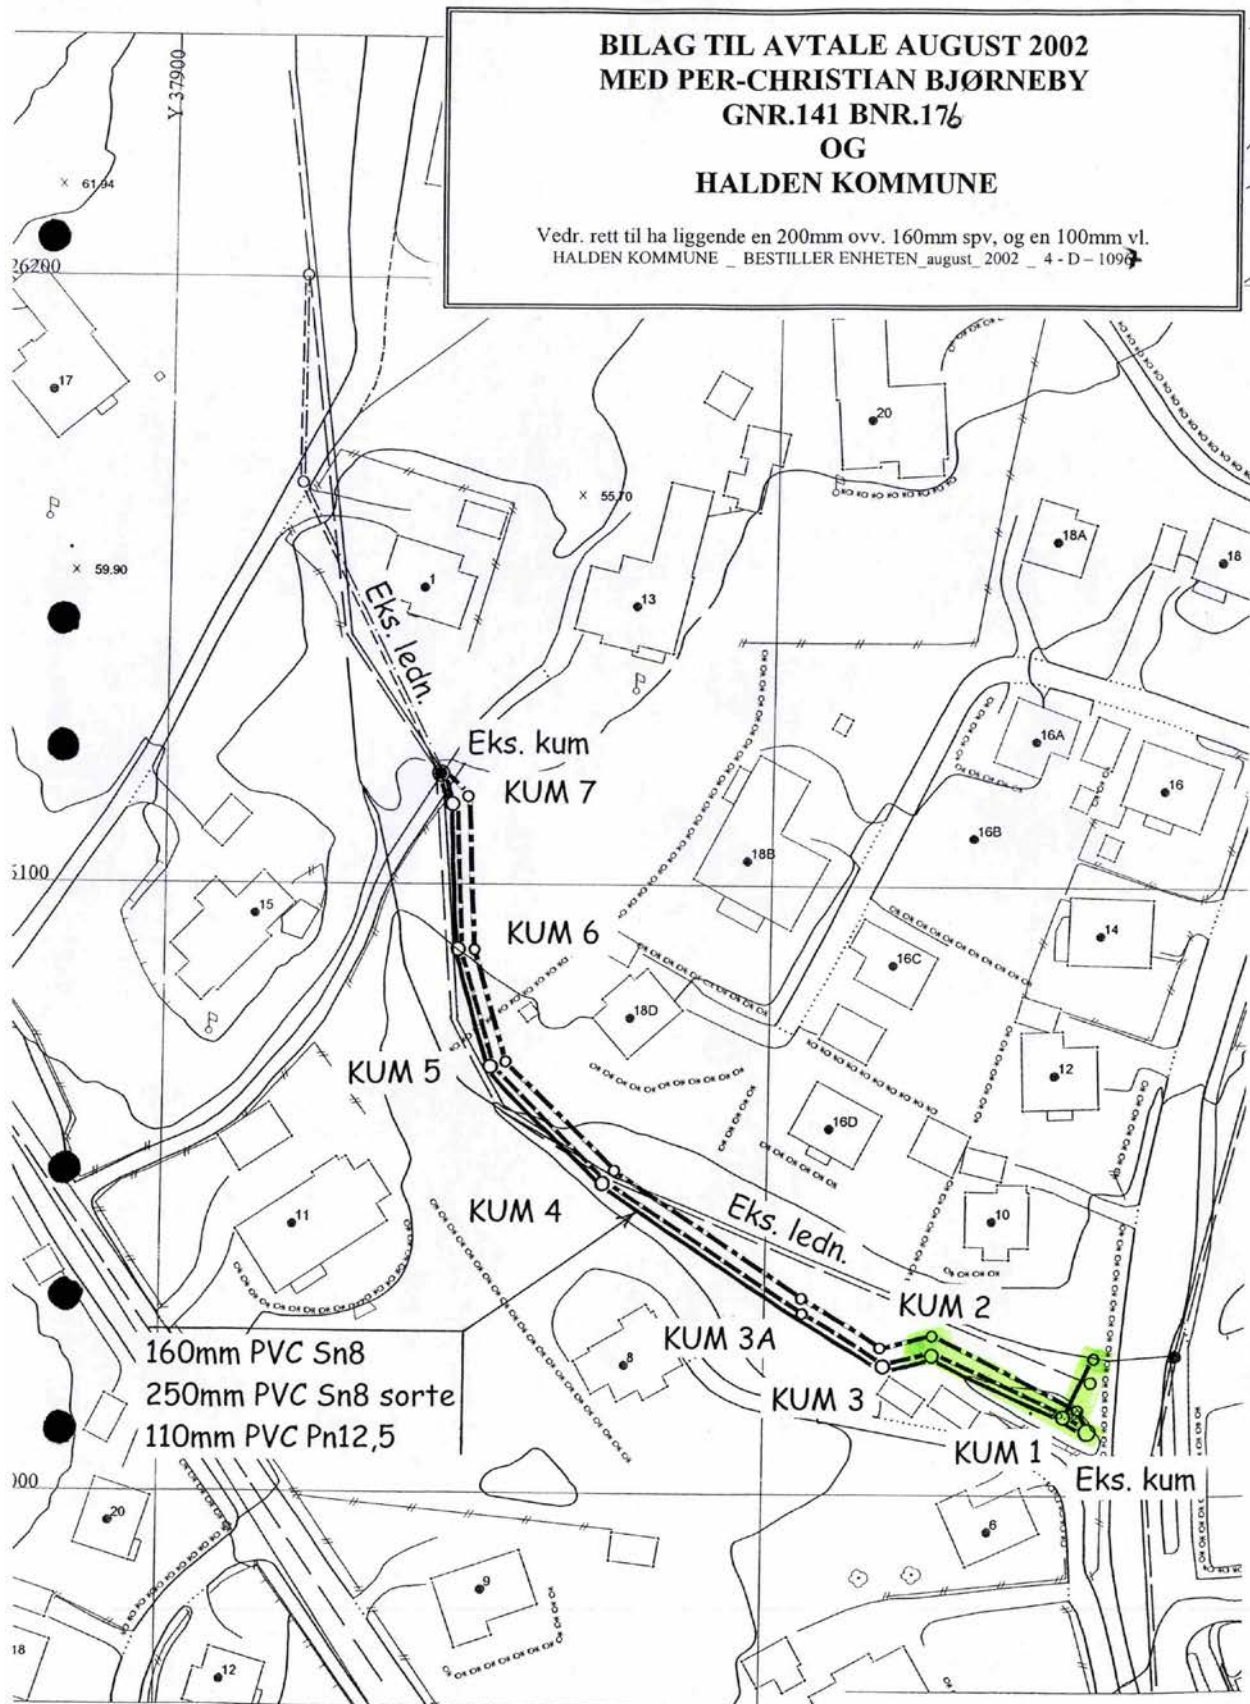 BILAG TIL AVTALE AUGUST 2002
MED PER-CHRISTIAN BJØRNEBY
GNR.141 BNR.176
OG
HALDEN KOMMUNE
Vedr. rett til ha liggende en 200mm ovv. 160mm spv, og en 100mm vl.
HALDEN KOMMUNE _ BESTILLER ENHETEN_august_ 2002 _ 4 - D – 1097
Y 37900
61.94
26200
17
20
55.70
18A
18
59.90
1
13
Eks. ledn.
Eks. kum
KUM 7
16A
16
16B
18B
5100
15
KUM 6
14
16C
18D
KUM 5
12
16D
11
KUM 4
Eks. ledn.
10
KUM 2
KUM 3A
160mm PVC Sn8
250mm PVC Sn8 sorte
110mm PVC Pn12,5
8
KUM 3
KUM 1
Eks. kum
000
20
6
9
18
12